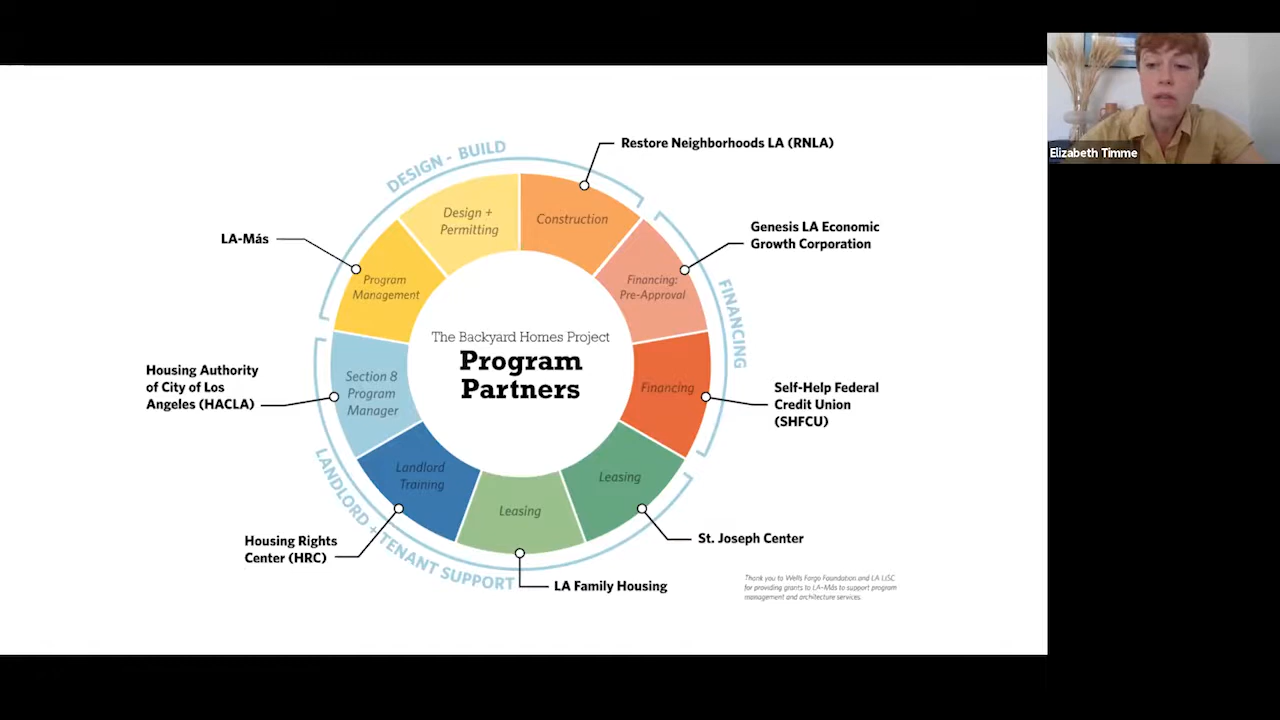 DESIGN - BUILD
Restore Neighborhoods LA (RNLA)
Design +
Permitting
Construction
LA-Más
Program
Management
Genesis LA Economic
Growth Corporation
Financing:
Pre-Approval
FINANCING
The Backyard Homes Project
Program
Partners
Housing Authority
of City of Los
Angeles (HACLA)
Section 8
Program
Manager
Financing
Self-Help Federal
Credit Union
(SHFCU)
LANDLORD + TENANT SUPPORT
Landlord
Training
Leasing
Leasing
Housing Rights
Center (HRC)
St. Joseph Center
LA Family Housing
Thank you to Wells Fargo Foundation and LA LISC
for providing grants to LA-Más to support program
management and architecture services.
Elizabeth Timme